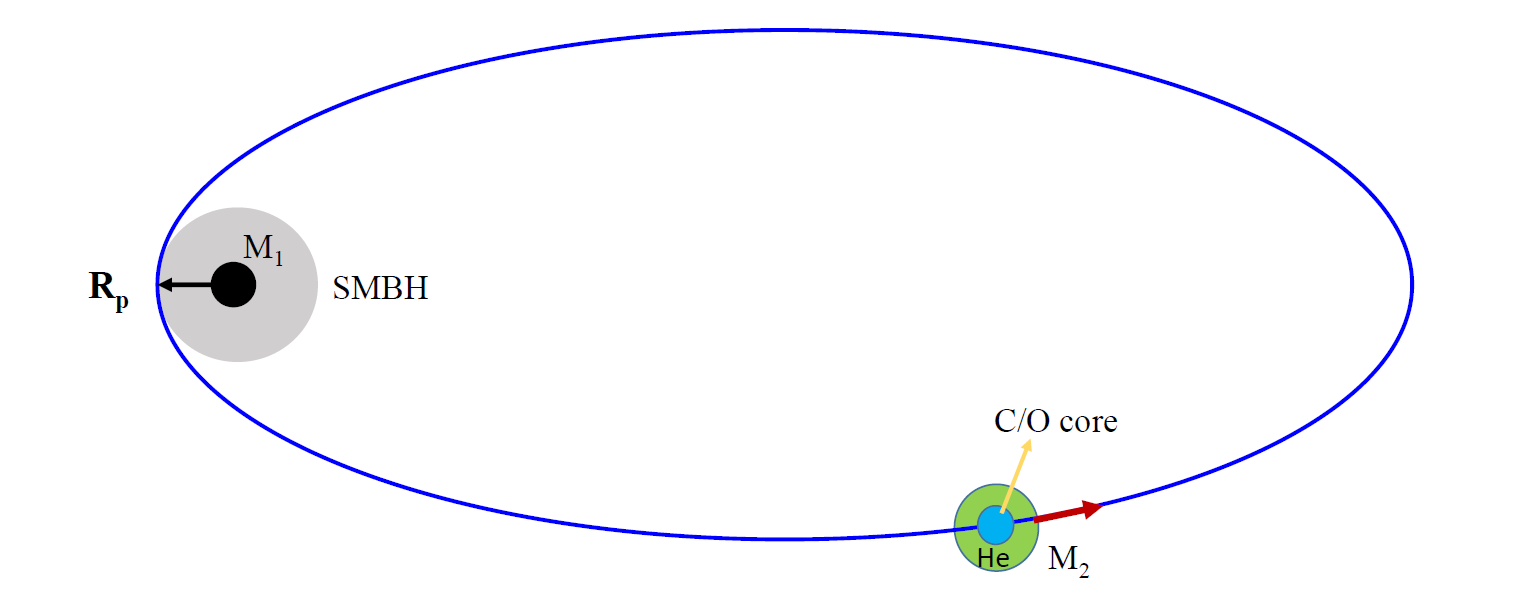 M₁
Rₚ
SMBH
C/O core
He
M₂